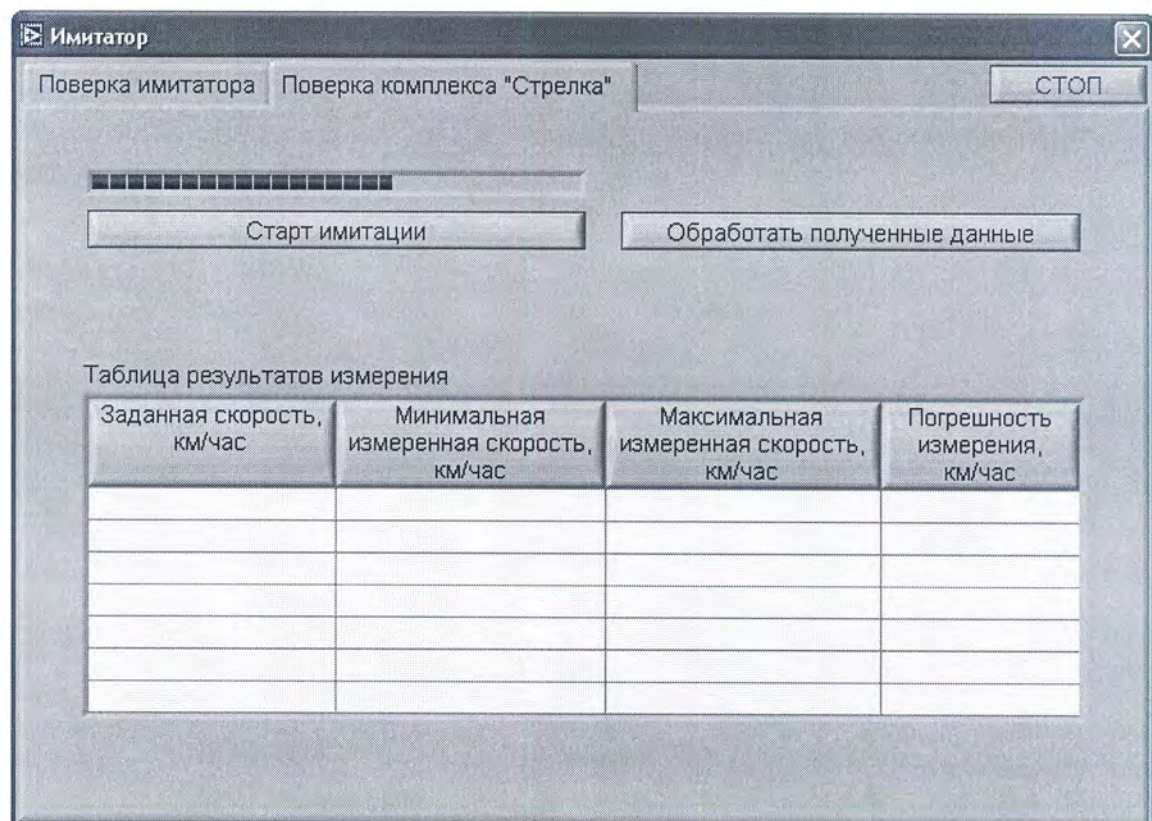 Имитатор
Поверка имитатора
Поверка комплекса "Стрелка"
СТОП
Старт имитации
Обработать полученные данные
Таблица результатов измерения
Заданная скорость,
км/час
Минимальная
измеренная скорость,
км/час
Максимальная
измеренная скорость,
км/час
Погрешность
измерения,
км/час